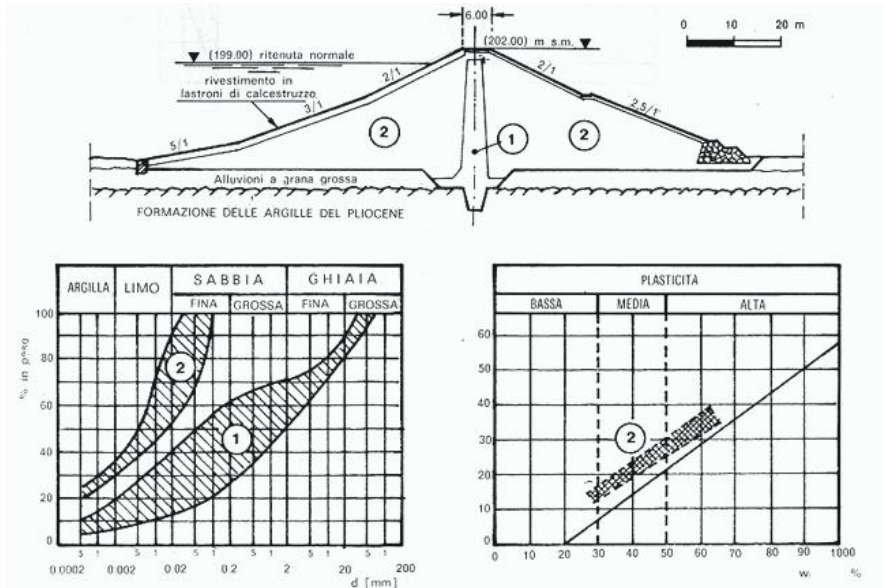 6.00
0 10 20 m
(199.00) ritenuta normale
(202.00) m s.m.
rivestimento in
lastroni di calcestruzzo
2/1
2/1
3/1
2,5/1
5/1
2
1
2
Alluvioni a grana grossa
FORMAZIONE DELLE ARGILLE DEL PLIOCENE
ARGILLA LIMO SABBIA GHIAIA
FINA GROSSA FINA GROSSA
% in peso
100
80
60
40
20
0
2
1
5 1 5 1 5 1 5 1 5 1 5 1
0.0002 0.002 0.02 0.2 2 20 200
d [mm]
PLASTICITA
BASSA MEDIA ALTA
60
50
40
30
20
10
0
2
0 10 20 30 40 50 60 70 80 90 1000
%